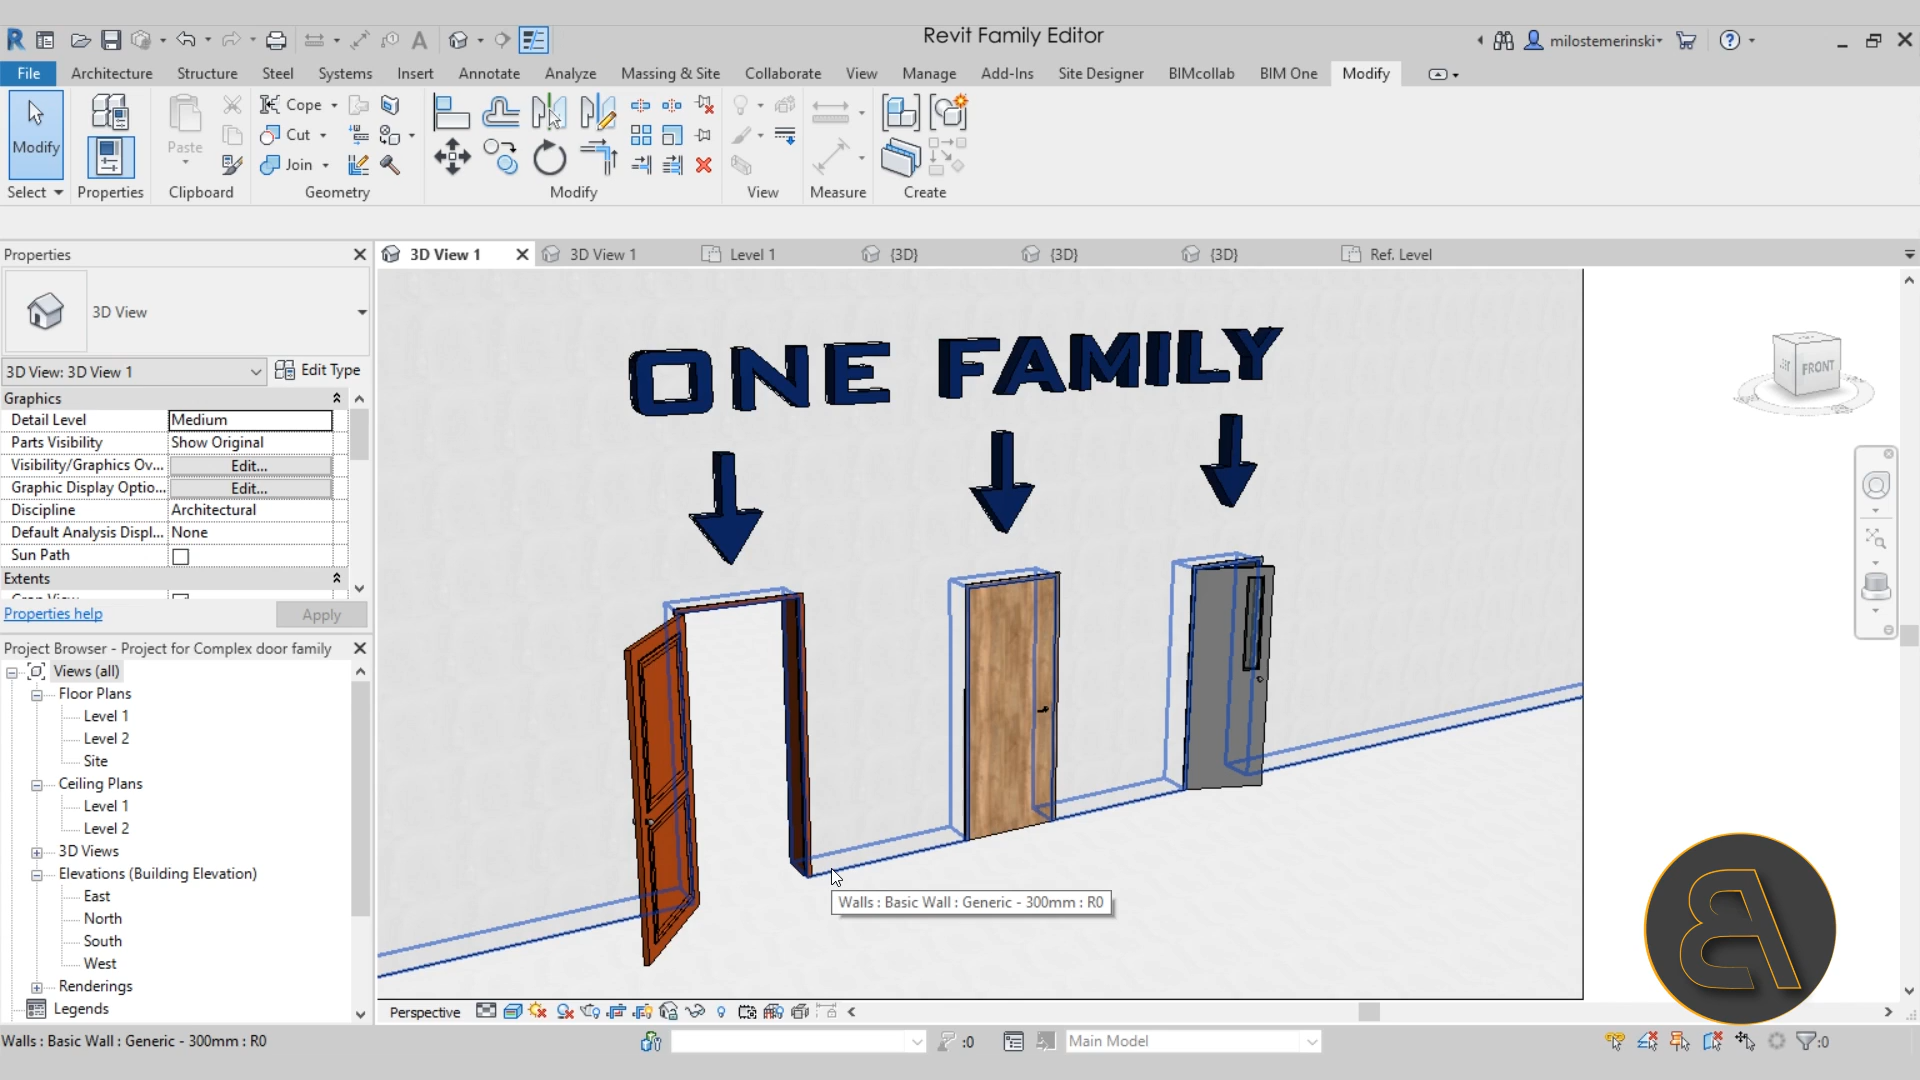 Revit Family Editor
milostemerinski
File Architecture Structure Steel Systems Insert Annotate Analyze Massing & Site Collaborate View Manage Add-Ins Site Designer BIMcollab BIM One Modify
Modify
Paste
Cope
Cut
Join
Select Properties Clipboard Geometry Modify View Measure Create
Properties
3D View 1
3D View 1
Level 1
{3D}
{3D}
{3D}
Ref. Level
3D View
3D View: 3D View 1
Edit Type
Graphics
Detail Level Medium
Parts Visibility Show Original
Visibility/Graphics Ov... Edit...
Graphic Display Optio... Edit...
Discipline Architectural
Default Analysis Displ... None
Sun Path
Extents
Properties help
Apply
Project Browser - Project for Complex door family
Views (all)
Floor Plans
Level 1
Level 2
Site
Ceiling Plans
Level 1
Level 2
3D Views
Elevations (Building Elevation)
East
North
South
West
Renderings
Legends
ONE FAMILY
FRONT
Walls : Basic Wall : Generic - 300mm : R0
Perspective
Walls : Basic Wall : Generic - 300mm : R0
:0
Main Model
:0